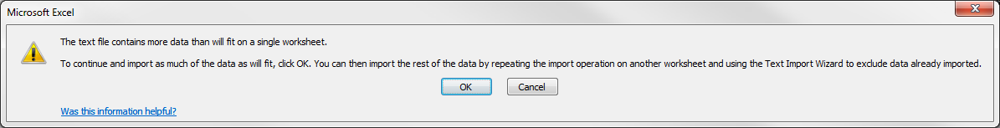 Microsoft Excel
The text file contains more data than will fit on a single worksheet.
To continue and import as much of the data as will fit, click OK. You can then import the rest of the data by repeating the import operation on another worksheet and using the Text Import Wizard to exclude data already imported.
OK Cancel
Was this information helpful?